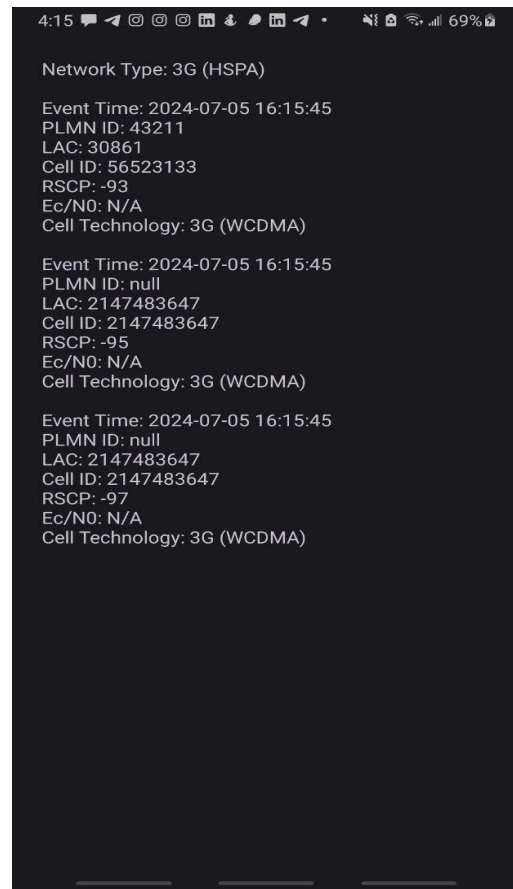 4:15
69%
Network Type: 3G (HSPA)
Event Time: 2024-07-05 16:15:45
PLMN ID: 43211
LAC: 30861
Cell ID: 56523133
RSCP: -93
Ec/N0: N/A
Cell Technology: 3G (WCDMA)
Event Time: 2024-07-05 16:15:45
PLMN ID: null
LAC: 2147483647
Cell ID: 2147483647
RSCP: -95
Ec/N0: N/A
Cell Technology: 3G (WCDMA)
Event Time: 2024-07-05 16:15:45
PLMN ID: null
LAC: 2147483647
Cell ID: 2147483647
RSCP: -97
Ec/N0: N/A
Cell Technology: 3G (WCDMA)